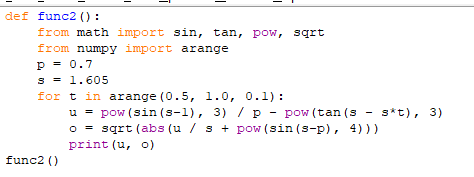 def func2():
    from math import sin, tan, pow, sqrt
    from numpy import arange
    p = 0.7
    s = 1.605
    for t in arange(0.5, 1.0, 0.1):
        u = pow(sin(s-1), 3) / p - pow(tan(s - s*t), 3)
        o = sqrt(abs(u / s + pow(sin(s-p), 4)))
        print(u, o)
func2()